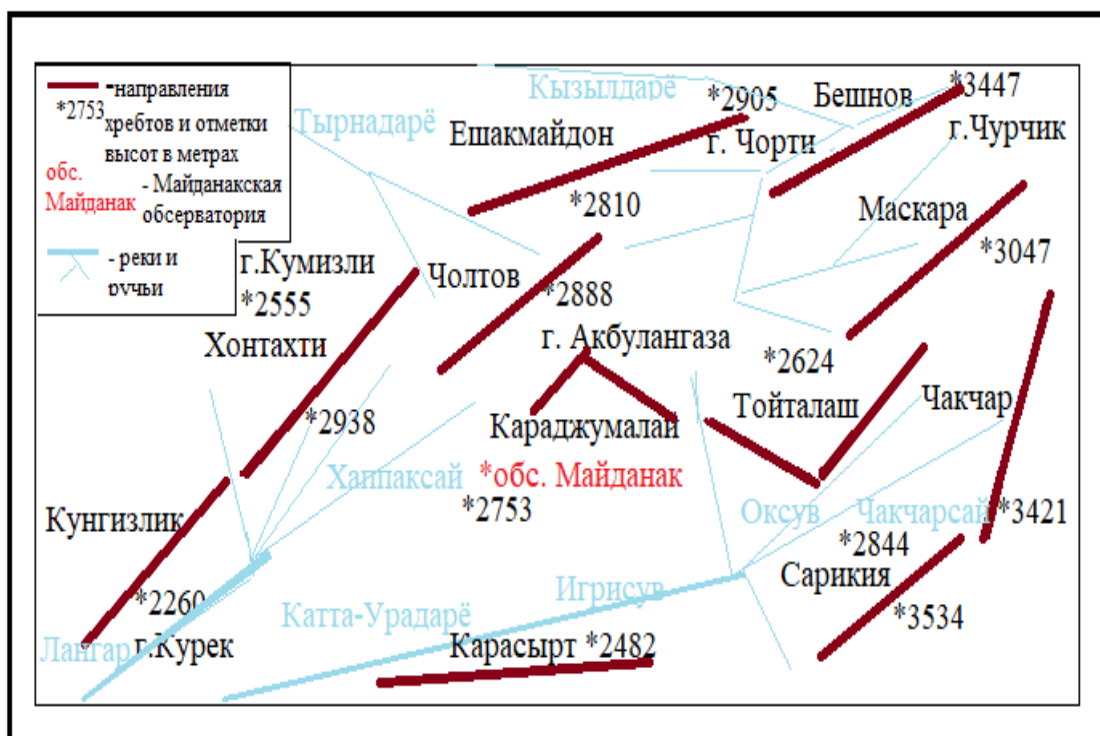 -направления
*2753 хребтов и отметки
высот в метрах
обс.
Майданак
- Майданакская
обсерватория
- реки и
ручьи
Кызылдарё
Тырнадарё
Ешакмайдон
*2905
г. Чорти
Бешнов
*3447
г.Чурчик
*2810
Маскара
*3047
г.Кумизли
*2555
Хонтахти
Чолтов
*2888
г. Акбулангаза
*2624
*2938
Караджумалай
Тойталаш
Чакчар
Хаппаксай
*обс. Майданак
*2753
Кунгизлик
Оксув
Чакчарсай
*3421
*2844
Сарикия
*3534
*2260
г.Курек
Лангар
Катта-Урадарё
Игрисув
Карасырт *2482